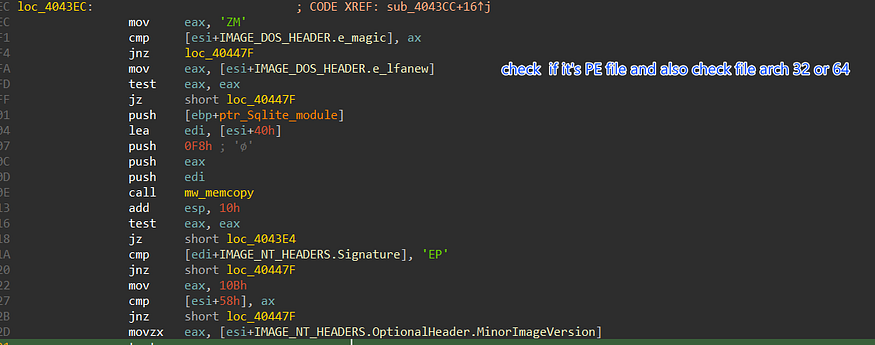 EC loc_4043EC: ; CODE XREF: sub_4043CC+16↑j
EC mov eax, 'ZM'
F1 cmp [esi+IMAGE_DOS_HEADER.e_magic], ax
F4 jnz loc_40447F
FA mov eax, [esi+IMAGE_DOS_HEADER.e_lfanew] check if it's PE file and also check file arch 32 or 64
FD test eax, eax
FF jz short loc_40447F
01 push [ebp+ptr_Sqlite_module]
04 lea edi, [esi+40h]
07 push 0F8h ; 'ø'
0C push eax
0D push edi
0E call mw_memcopy
13 add esp, 10h
16 test eax, eax
18 jz short loc_4043E4
1A cmp [edi+IMAGE_NT_HEADERS.Signature], 'EP'
20 jnz short loc_40447F
22 mov eax, 10Bh
27 cmp [esi+58h], ax
2B jnz short loc_40447F
2D movzx eax, [esi+IMAGE_NT_HEADERS.OptionalHeader.MinorImageVersion]